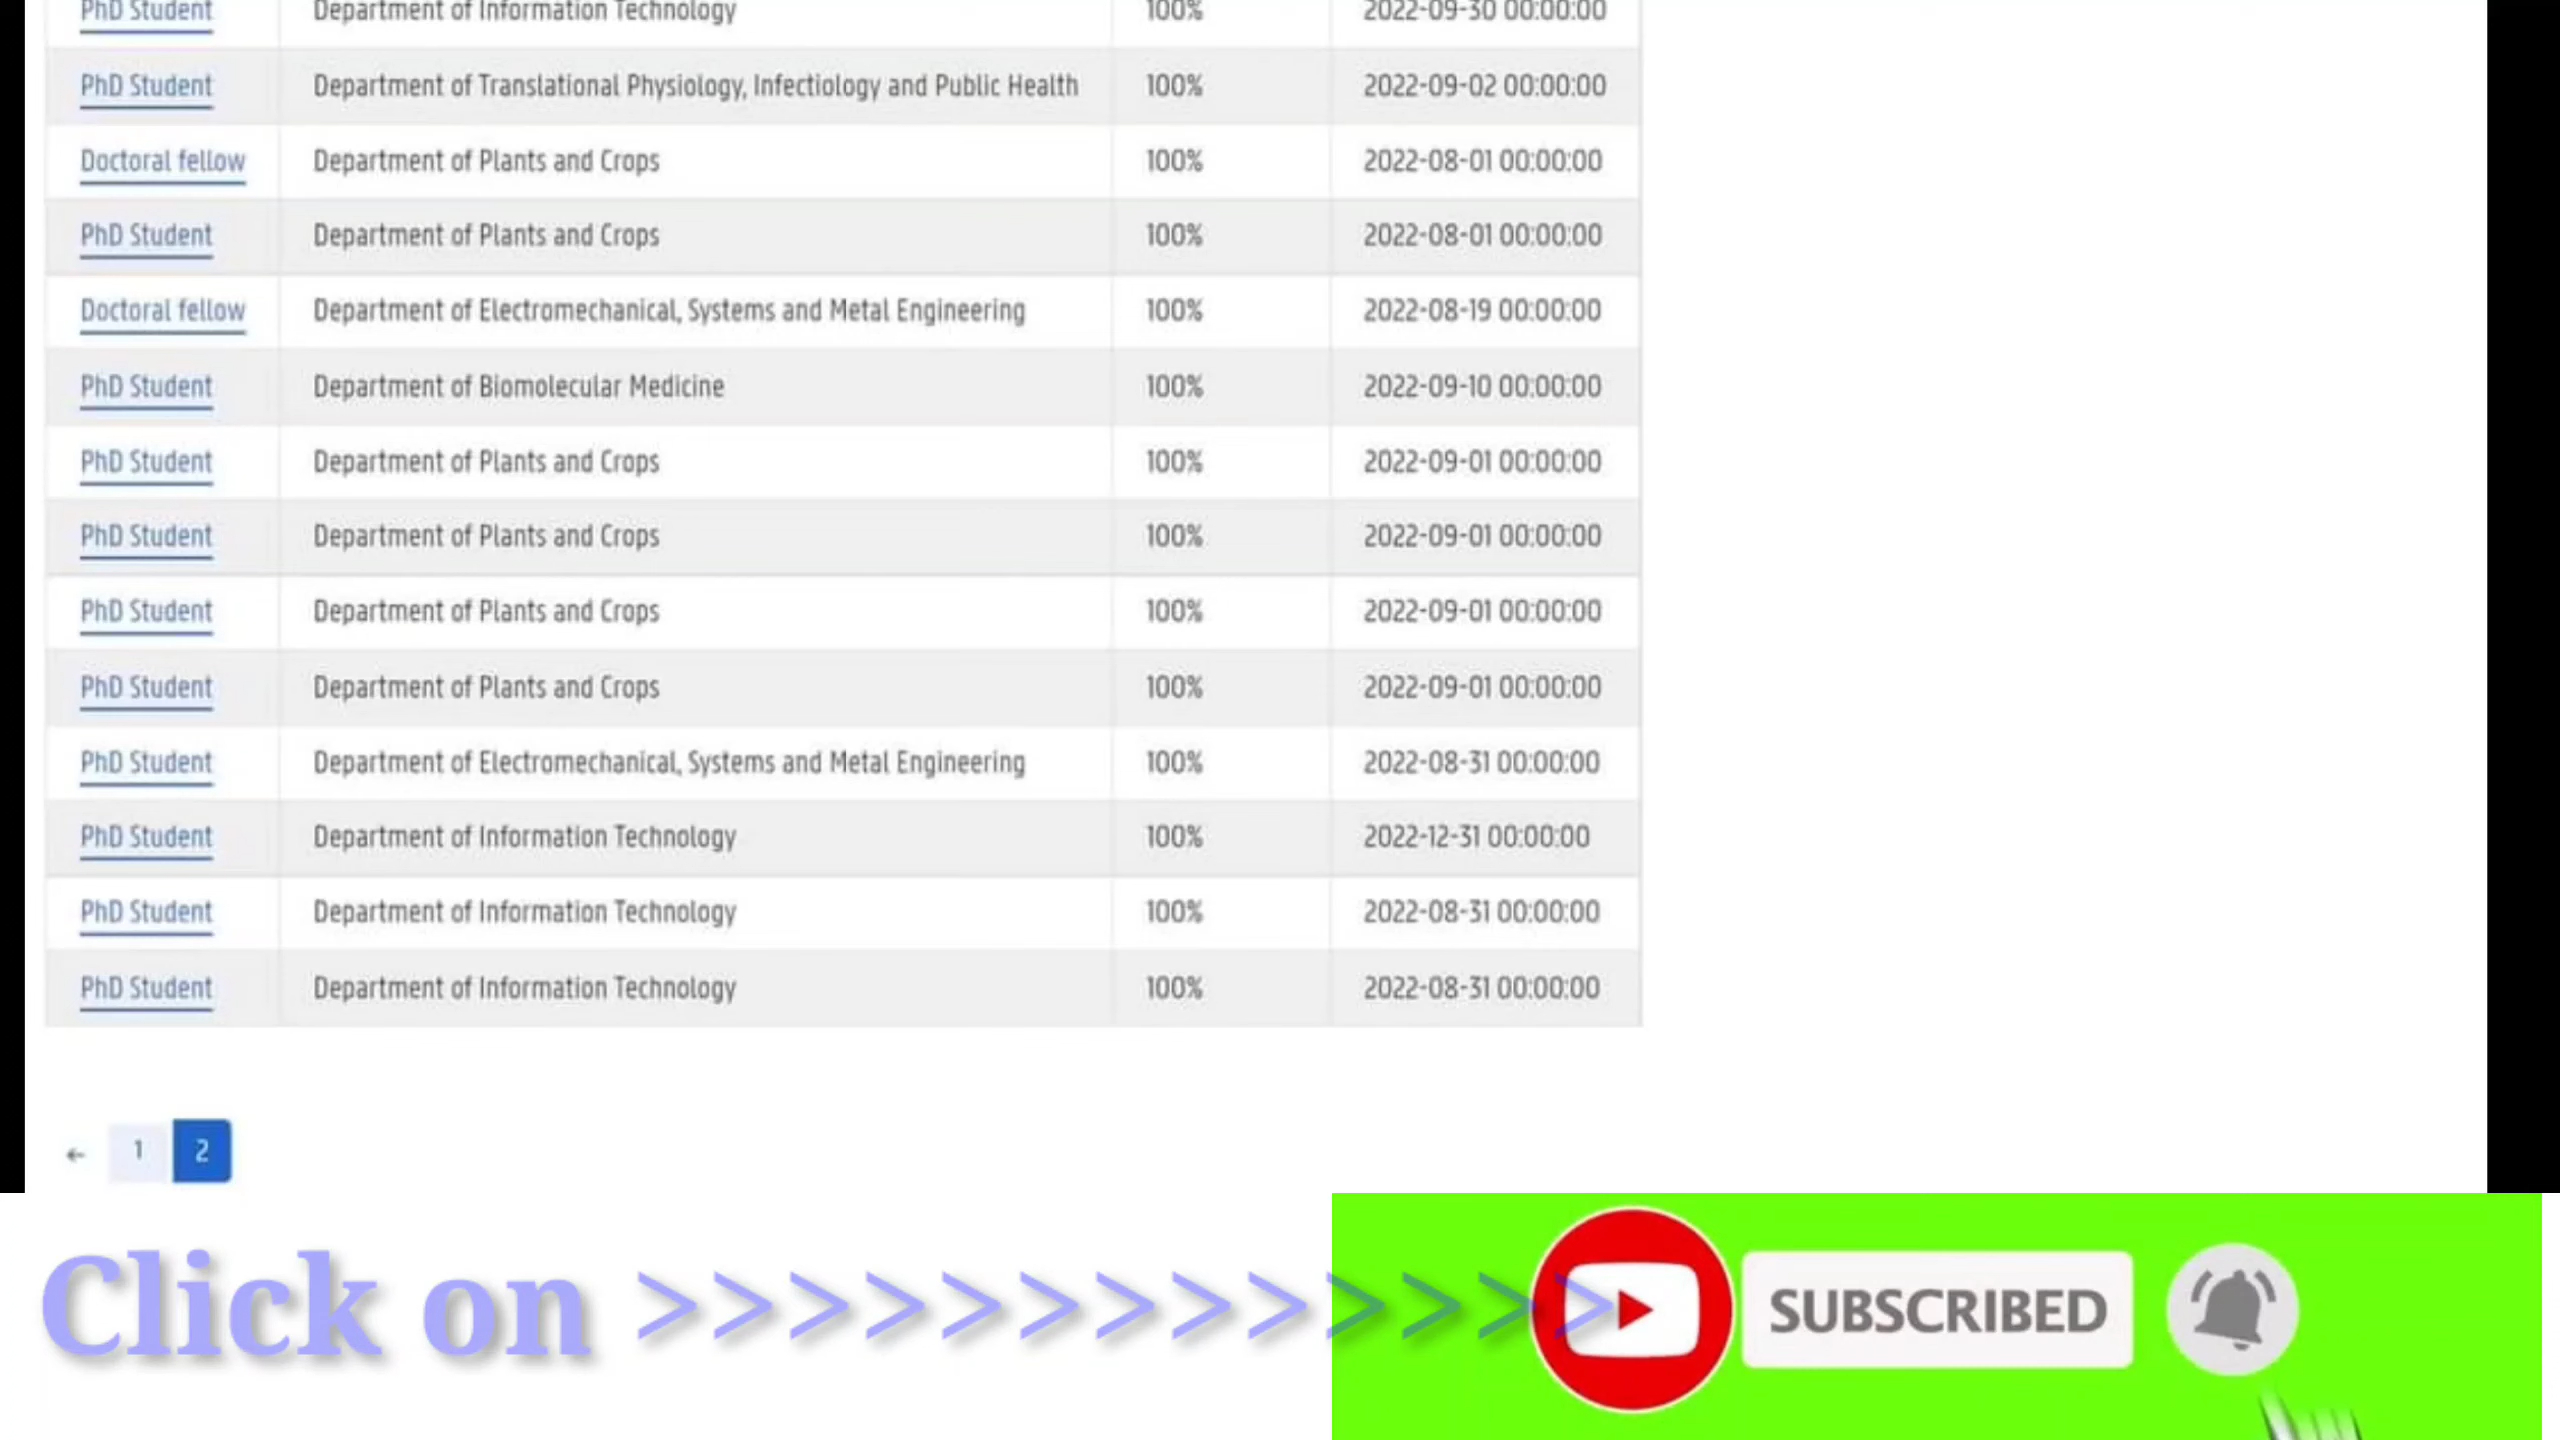 PhD Student Department of Information Technology 100% 2022-09-30 00:00:00
PhD Student Department of Translational Physiology, Infectiology and Public Health 100% 2022-09-02 00:00:00
Doctoral fellow Department of Plants and Crops 100% 2022-08-01 00:00:00
PhD Student Department of Plants and Crops 100% 2022-08-01 00:00:00
Doctoral fellow Department of Electromechanical, Systems and Metal Engineering 100% 2022-08-19 00:00:00
PhD Student Department of Biomolecular Medicine 100% 2022-09-10 00:00:00
PhD Student Department of Plants and Crops 100% 2022-09-01 00:00:00
PhD Student Department of Plants and Crops 100% 2022-09-01 00:00:00
PhD Student Department of Plants and Crops 100% 2022-09-01 00:00:00
PhD Student Department of Plants and Crops 100% 2022-09-01 00:00:00
PhD Student Department of Electromechanical, Systems and Metal Engineering 100% 2022-08-31 00:00:00
PhD Student Department of Information Technology 100% 2022-12-31 00:00:00
PhD Student Department of Information Technology 100% 2022-08-31 00:00:00
PhD Student Department of Information Technology 100% 2022-08-31 00:00:00
← 1 2
Click on >>>>>>>>>>>>> SUBSCRIBED